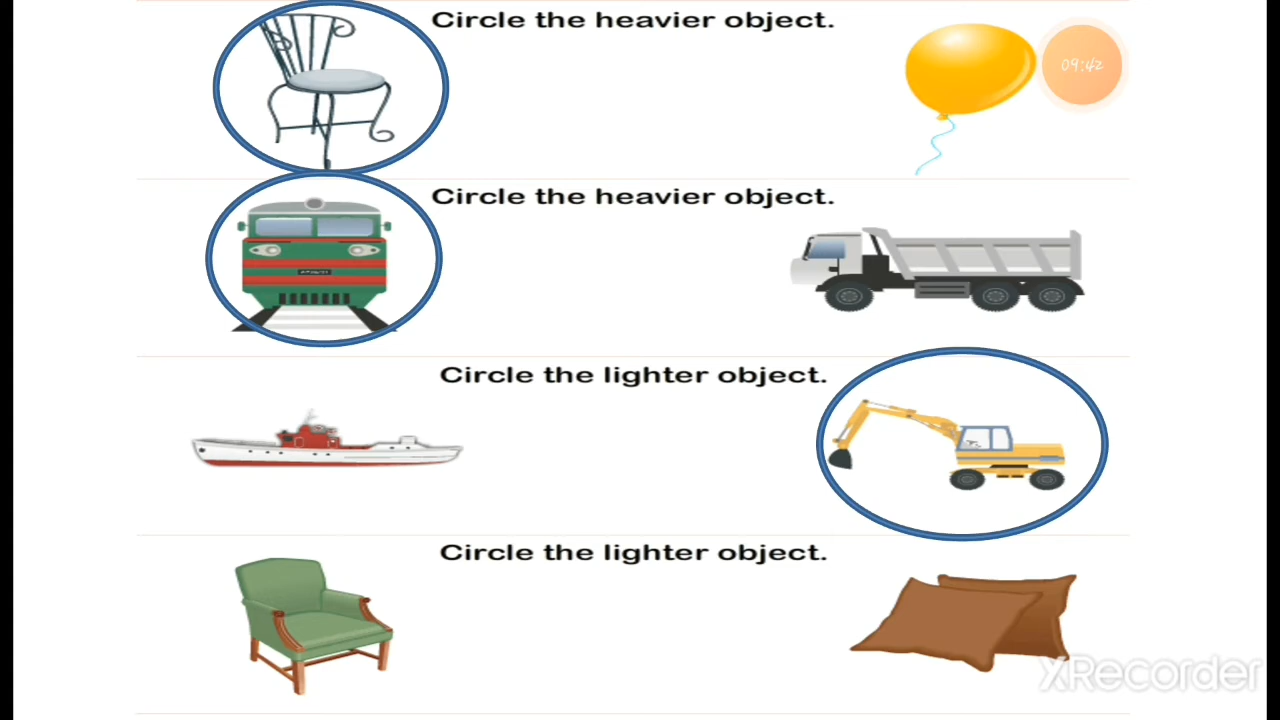 Circle the heavier object.
09:42
Circle the heavier object.
Circle the lighter object.
Circle the lighter object.
XRecorder